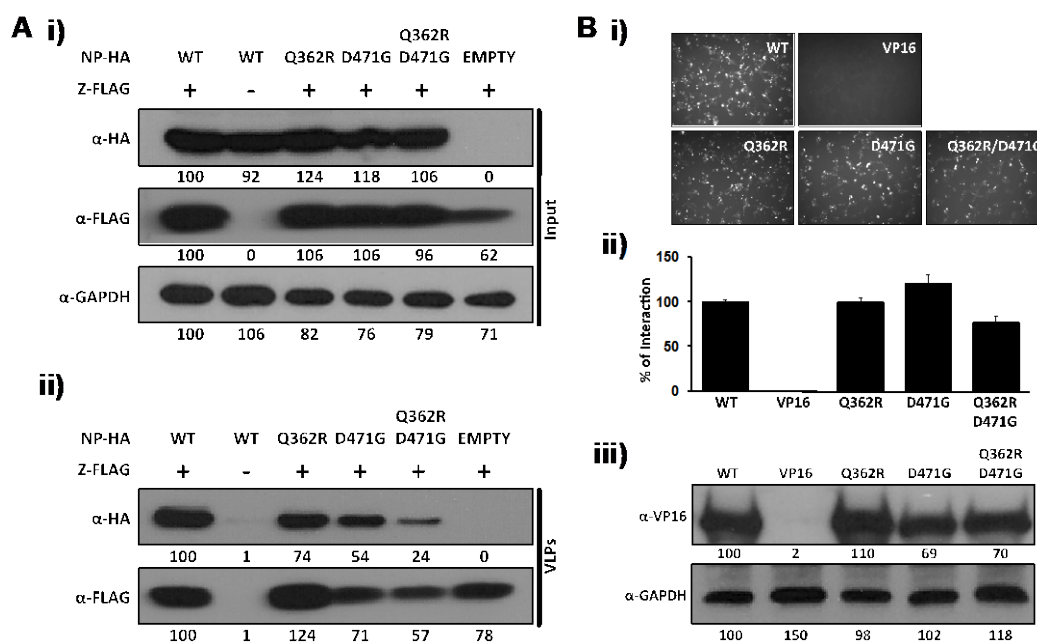 A i)
Q362R
NP-HA WT WT Q362R D471G D471G EMPTY
Z-FLAG + - + + + +
α-HA
100 92 124 118 106 0
α-FLAG
100 0 106 106 96 62
α-GAPDH
100 106 82 76 79 71
Input
ii)
Q362R
NP-HA WT WT Q362R D471G D471G EMPTY
Z-FLAG + - + + + +
α-HA
100 1 74 54 24 0
α-FLAG
100 1 124 71 57 78
VLPs
B i)
WT VP16
Q362R D471G Q362R/D471G
ii)
% of Interaction
150
100
50
0
WT VP16 Q362R D471G Q362R
D471G
iii)
Q362R
WT VP16 Q362R D471G D471G
α-VP16
100 2 110 69 70
α-GAPDH
100 150 98 102 118